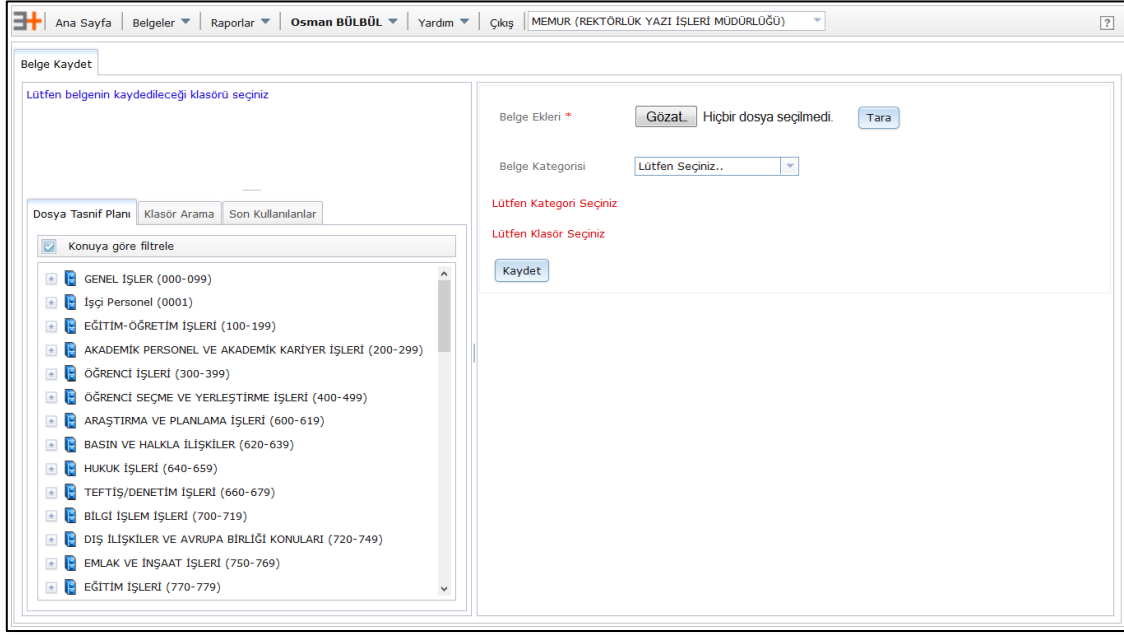 Ana Sayfa Belgeler Raporlar Osman BÜLBÜL Yardım Çıkış MEMUR (REKTÖRLÜK YAZI İŞLERİ MÜDÜRLÜĞÜ) ?
Belge Kaydet
Lütfen belgenin kaydedileceği klasörü seçiniz
Dosya Tasnif Planı Klasör Arama Son Kullanılanlar
Konuya göre filtrele
GENEL İŞLER (000-099)
İşçi Personel (0001)
EĞİTİM-ÖĞRETİM İŞLERİ (100-199)
AKADEMİK PERSONEL VE AKADEMİK KARİYER İŞLERİ (200-299)
ÖĞRENCİ İŞLERİ (300-399)
ÖĞRENCİ SEÇME VE YERLEŞTİRME İŞLERİ (400-499)
ARAŞTIRMA VE PLANLAMA İŞLERİ (600-619)
BASIN VE HALKLA İLİŞKİLER (620-639)
HUKUK İŞLERİ (640-659)
TEFTİŞ/DENETİM İŞLERİ (660-679)
BİLGİ İŞLEM İŞLERİ (700-719)
DIŞ İLİŞKİLER VE AVRUPA BİRLİĞİ KONULARI (720-749)
EMLAK VE İNŞAAT İŞLERİ (750-769)
EĞİTİM İŞLERİ (770-779)
Belge Ekleri * Gözat.. Hiçbir dosya seçilmedi. Tara
Belge Kategorisi Lütfen Seçiniz..
Lütfen Kategori Seçiniz
Lütfen Klasör Seçiniz
Kaydet